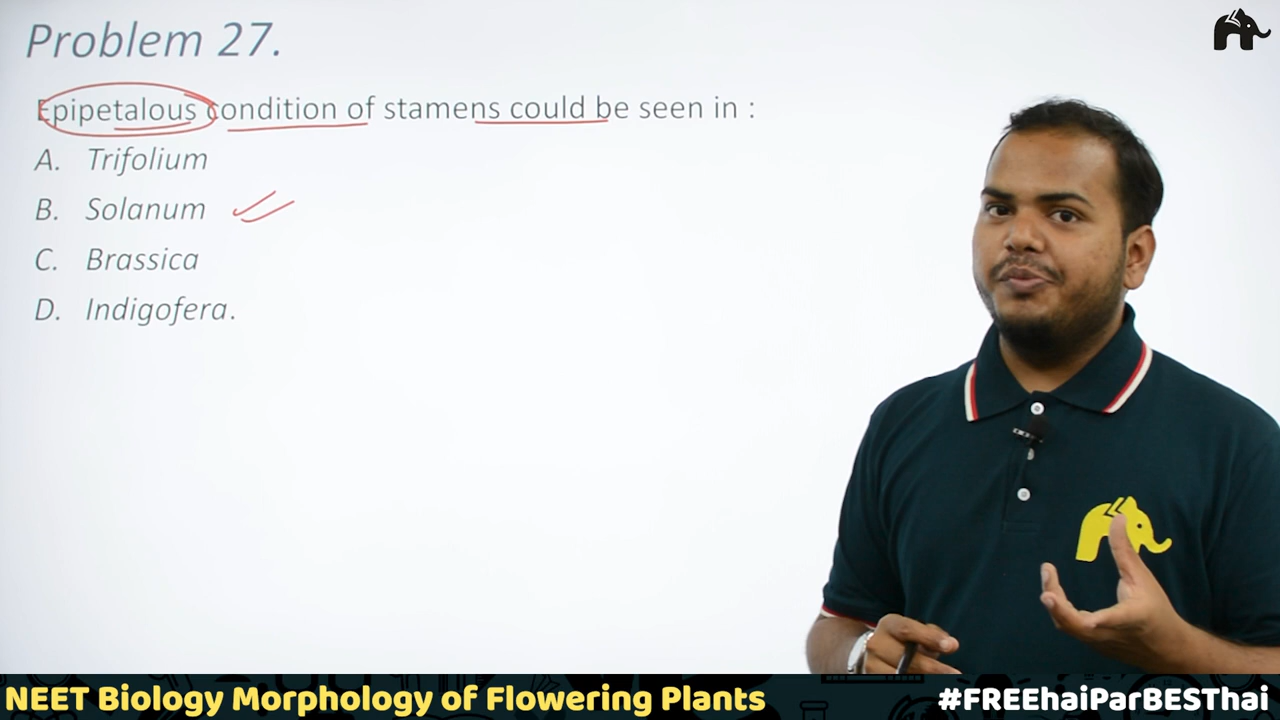 Problem 27.
Epipetalous condition of stamens could be seen in :
A. Trifolium
B. Solanum
C. Brassica
D. Indigofera.
NEET Biology Morphology of Flowering Plants
#FREEhaiParBESThai